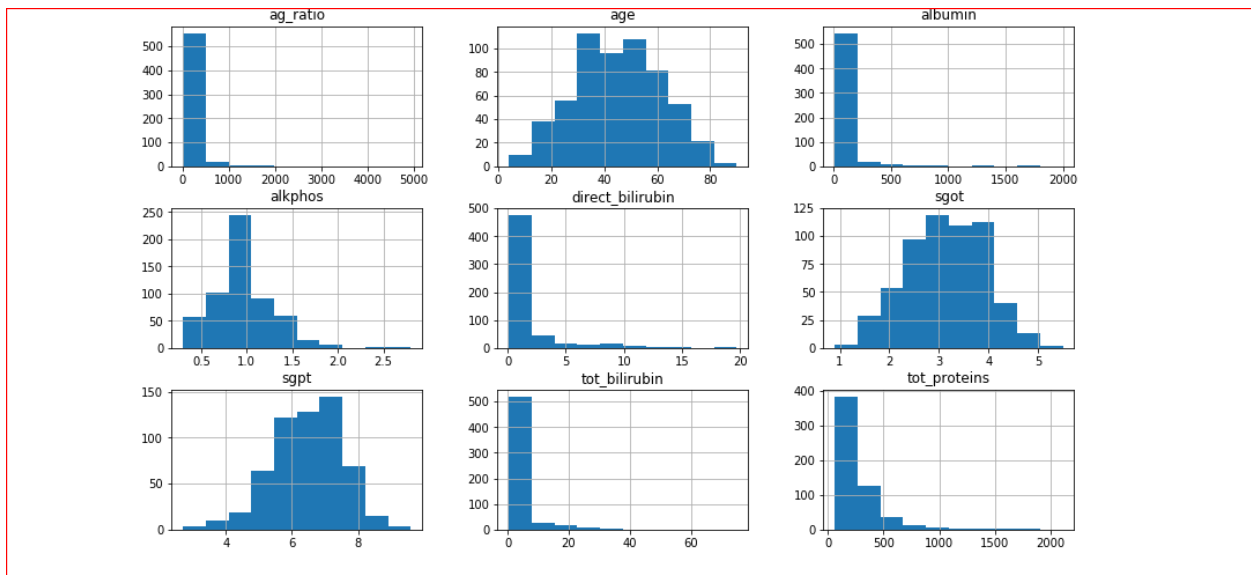 ag_ratio
500
400
300
200
100
0
0 1000 2000 3000 4000 5000
age
100
80
60
40
20
0
0 20 40 60 80
albumin
500
400
300
200
100
0
0 500 1000 1500 2000
alkphos
250
200
150
100
50
0
0.5 1.0 1.5 2.0 2.5
direct_bilirubin
500
400
300
200
100
0
0 5 10 15 20
sgot
125
100
75
50
25
0
1 2 3 4 5
sgpt
150
100
50
0
4 6 8
tot_bilirubin
500
400
300
200
100
0
0 20 40 60
tot_proteins
400
300
200
100
0
0 500 1000 1500 2000